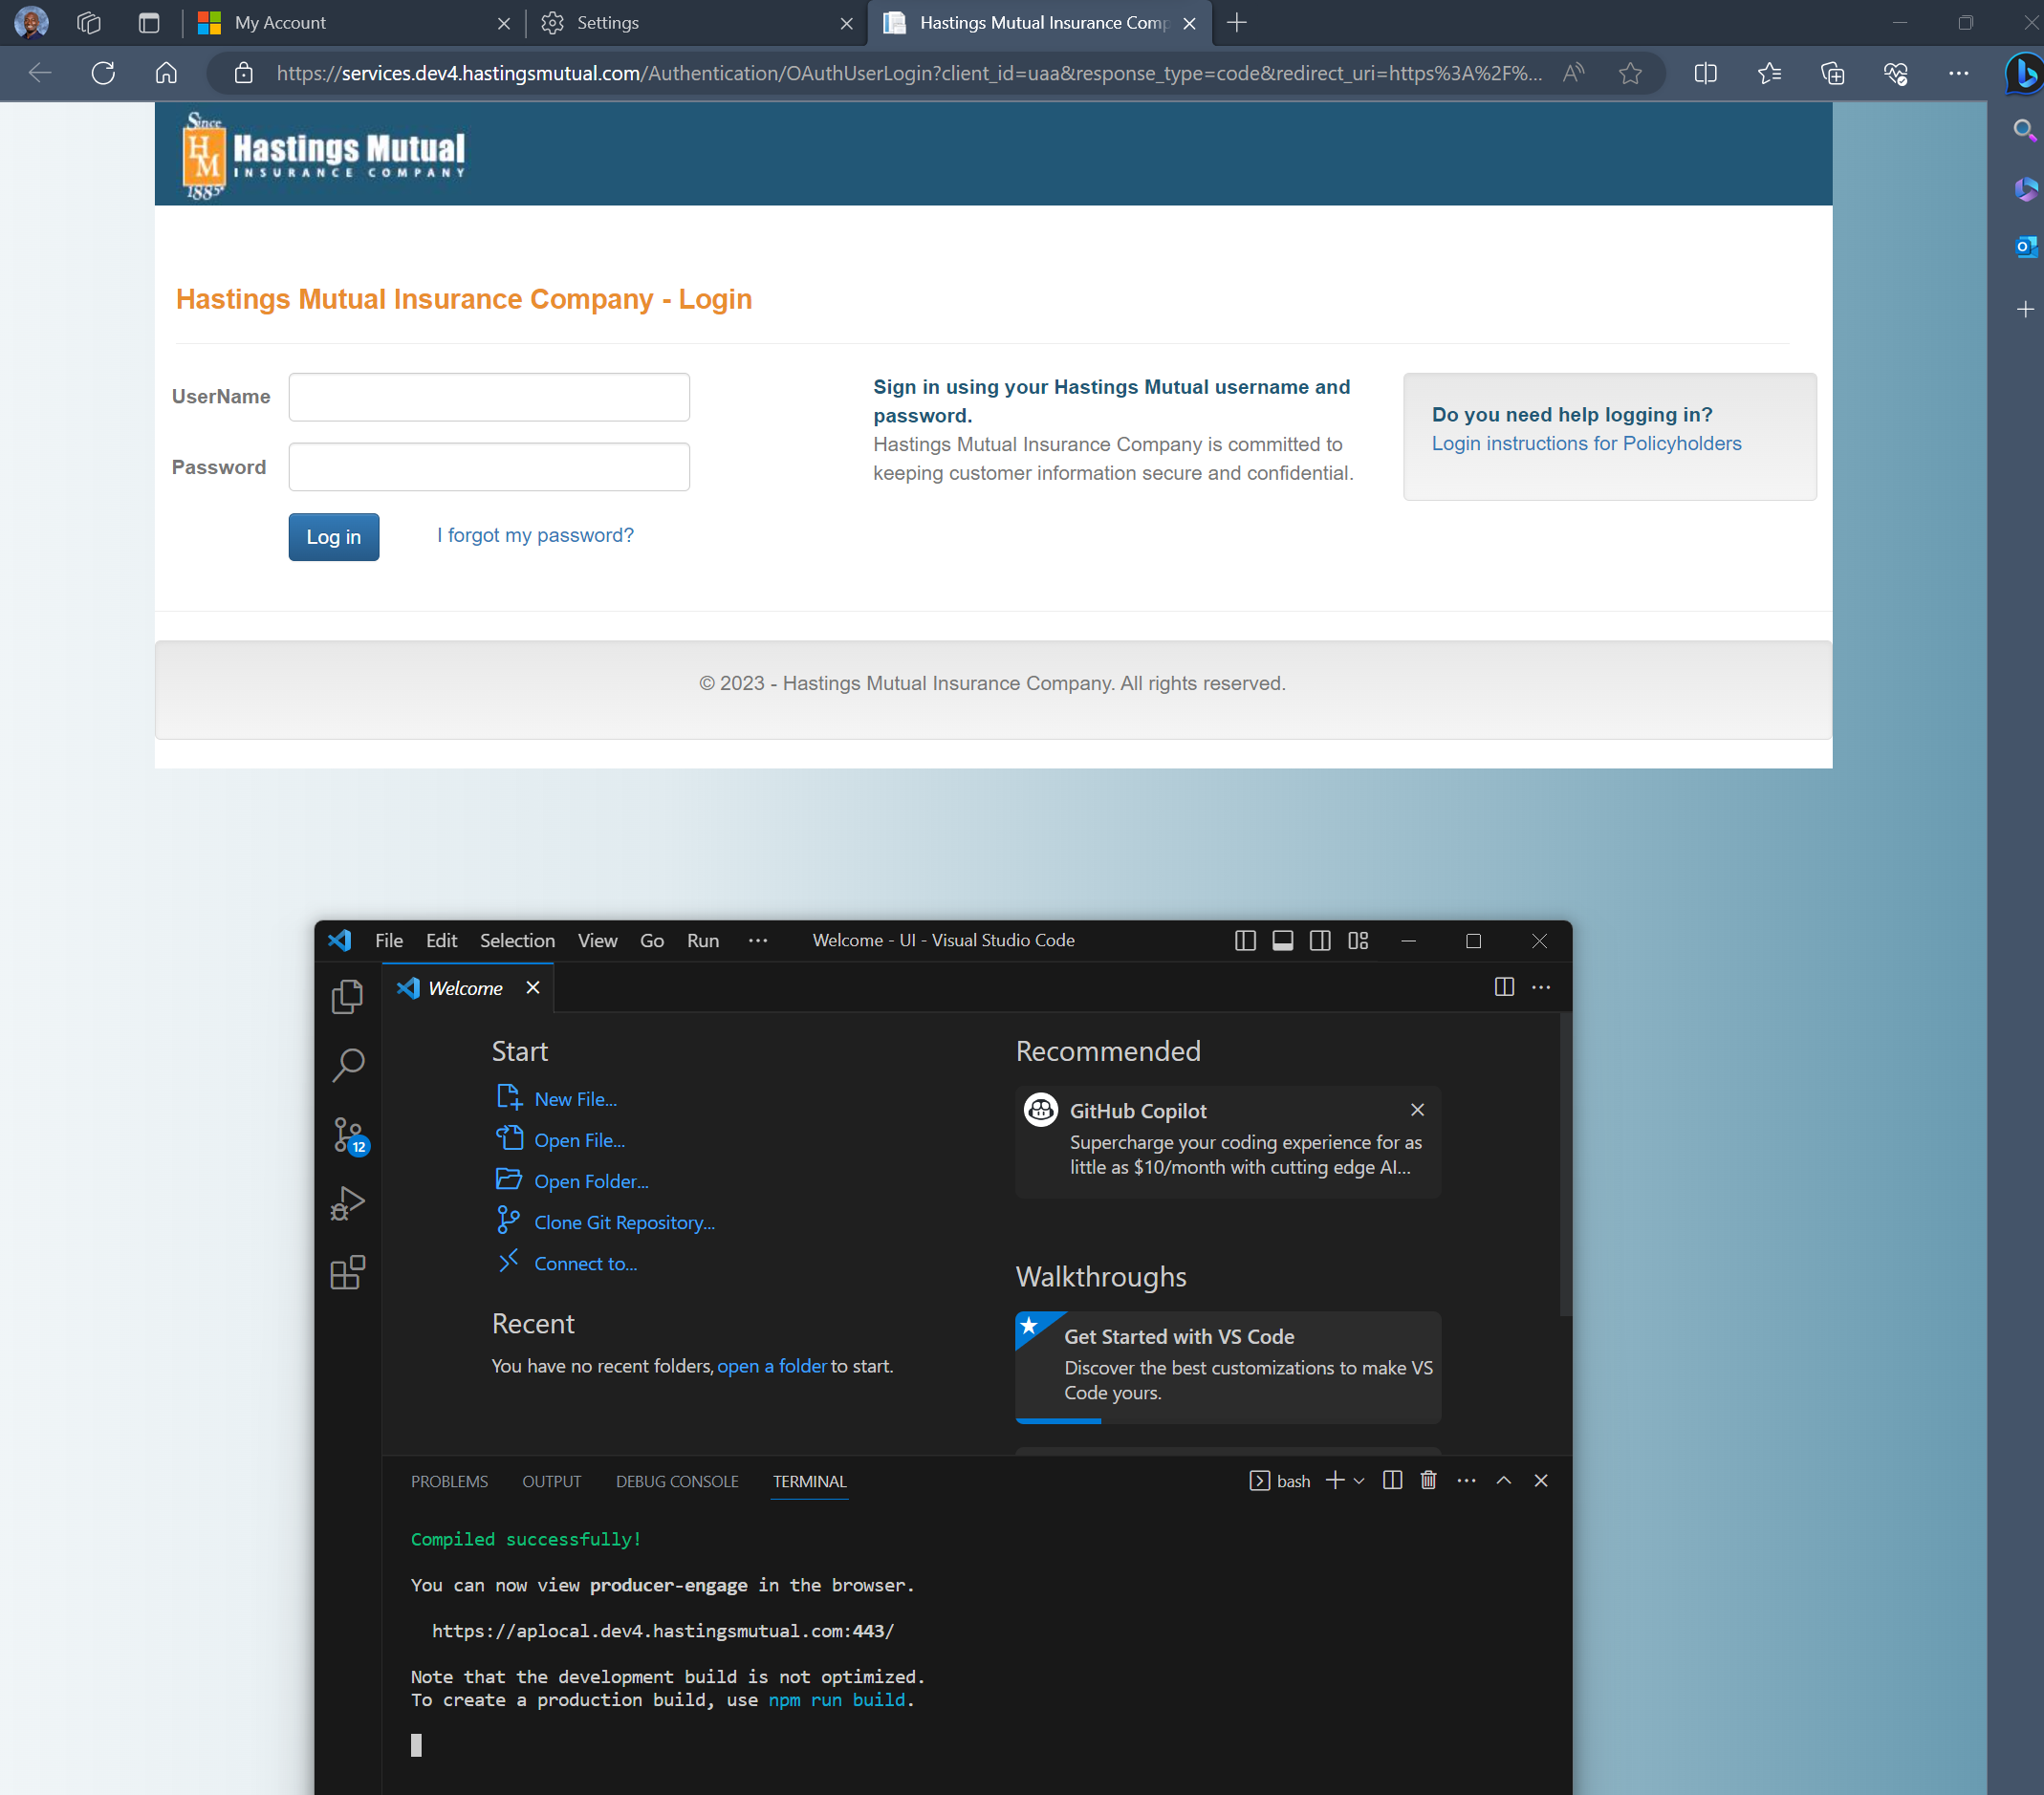 My Account
Settings
Hastings Mutual Insurance Comp
https://services.dev4.hastingsmutual.com/Authentication/OAuthUserLogin?client_id=uaa&response_type=code&redirect_uri=https%3A%2F%...
Since
HM
1885
Hastings Mutual
INSURANCE COMPANY
Hastings Mutual Insurance Company - Login
UserName
Password
Log in
I forgot my password?
Sign in using your Hastings Mutual username and
password.
Hastings Mutual Insurance Company is committed to
keeping customer information secure and confidential.
Do you need help logging in?
Login instructions for Policyholders
© 2023 - Hastings Mutual Insurance Company. All rights reserved.
File Edit Selection View Go Run ··· Welcome - UI - Visual Studio Code
Welcome
12
Start
New File...
Open File...
Open Folder...
Clone Git Repository...
Connect to...
Recent
You have no recent folders, open a folder to start.
Recommended
GitHub Copilot
Supercharge your coding experience for as
little as $10/month with cutting edge AI...
Walkthroughs
Get Started with VS Code
Discover the best customizations to make VS
Code yours.
PROBLEMS OUTPUT DEBUG CONSOLE TERMINAL
bash
Compiled successfully!
You can now view producer-engage in the browser.
https://aplocal.dev4.hastingsmutual.com:443/
Note that the development build is not optimized.
To create a production build, use npm run build.